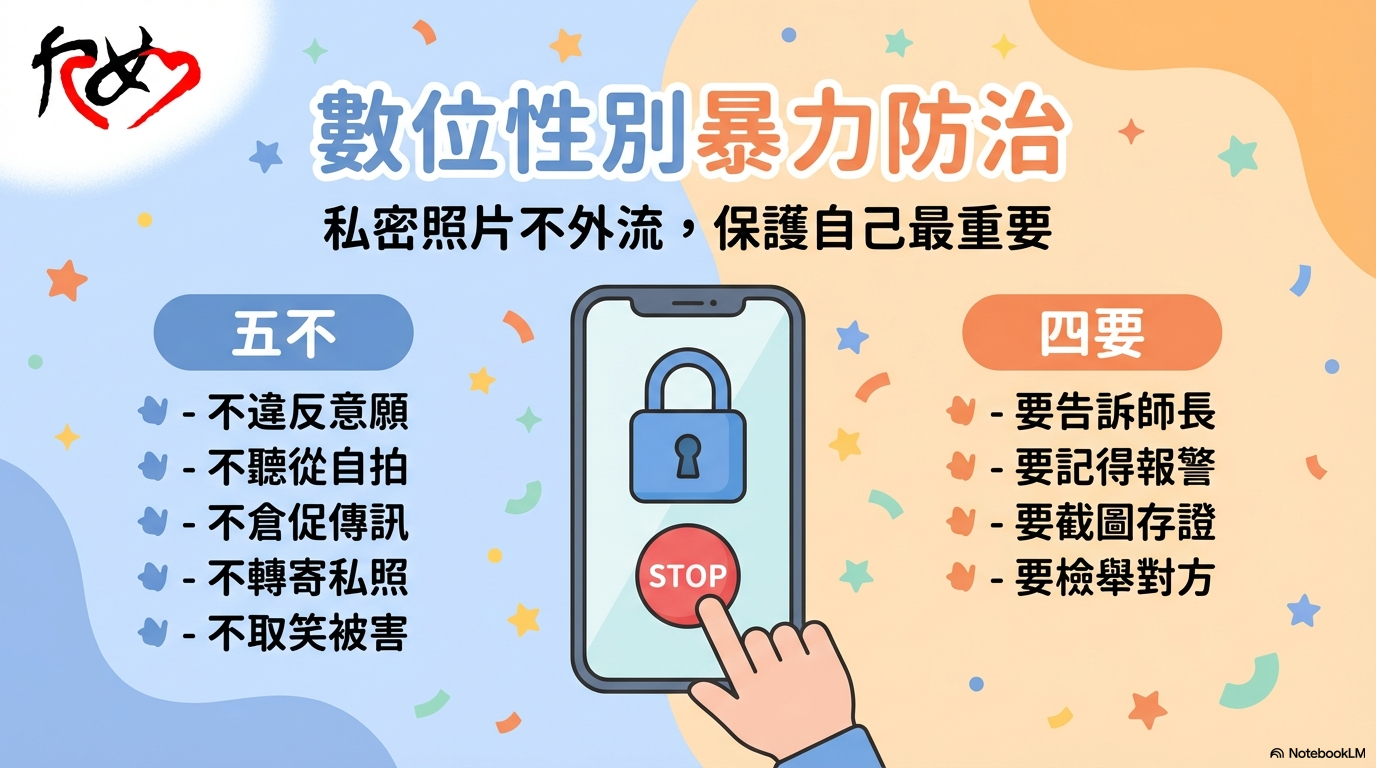 數位性別暴力防治
私密照片不外流，保護自己最重要
五不
- 不違反意願
- 不聽從自拍
- 不倉促傳訊
- 不轉寄私照
- 不取笑被害
STOP
四要
- 要告訴師長
- 要記得報警
- 要截圖存證
- 要檢舉對方
NotebookLM